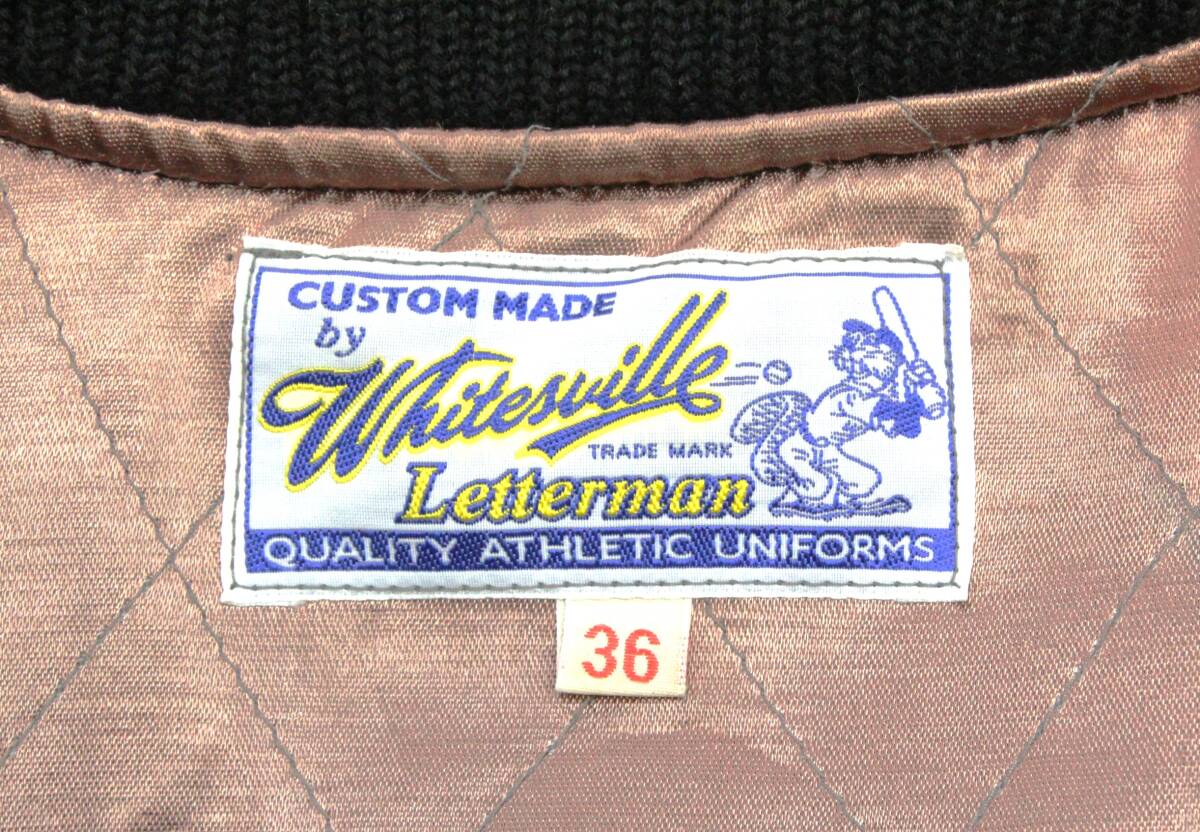 CUSTOM MADE
by
Whitesville
TRADE MARK
Letterman
QUALITY ATHLETIC UNIFORMS
36